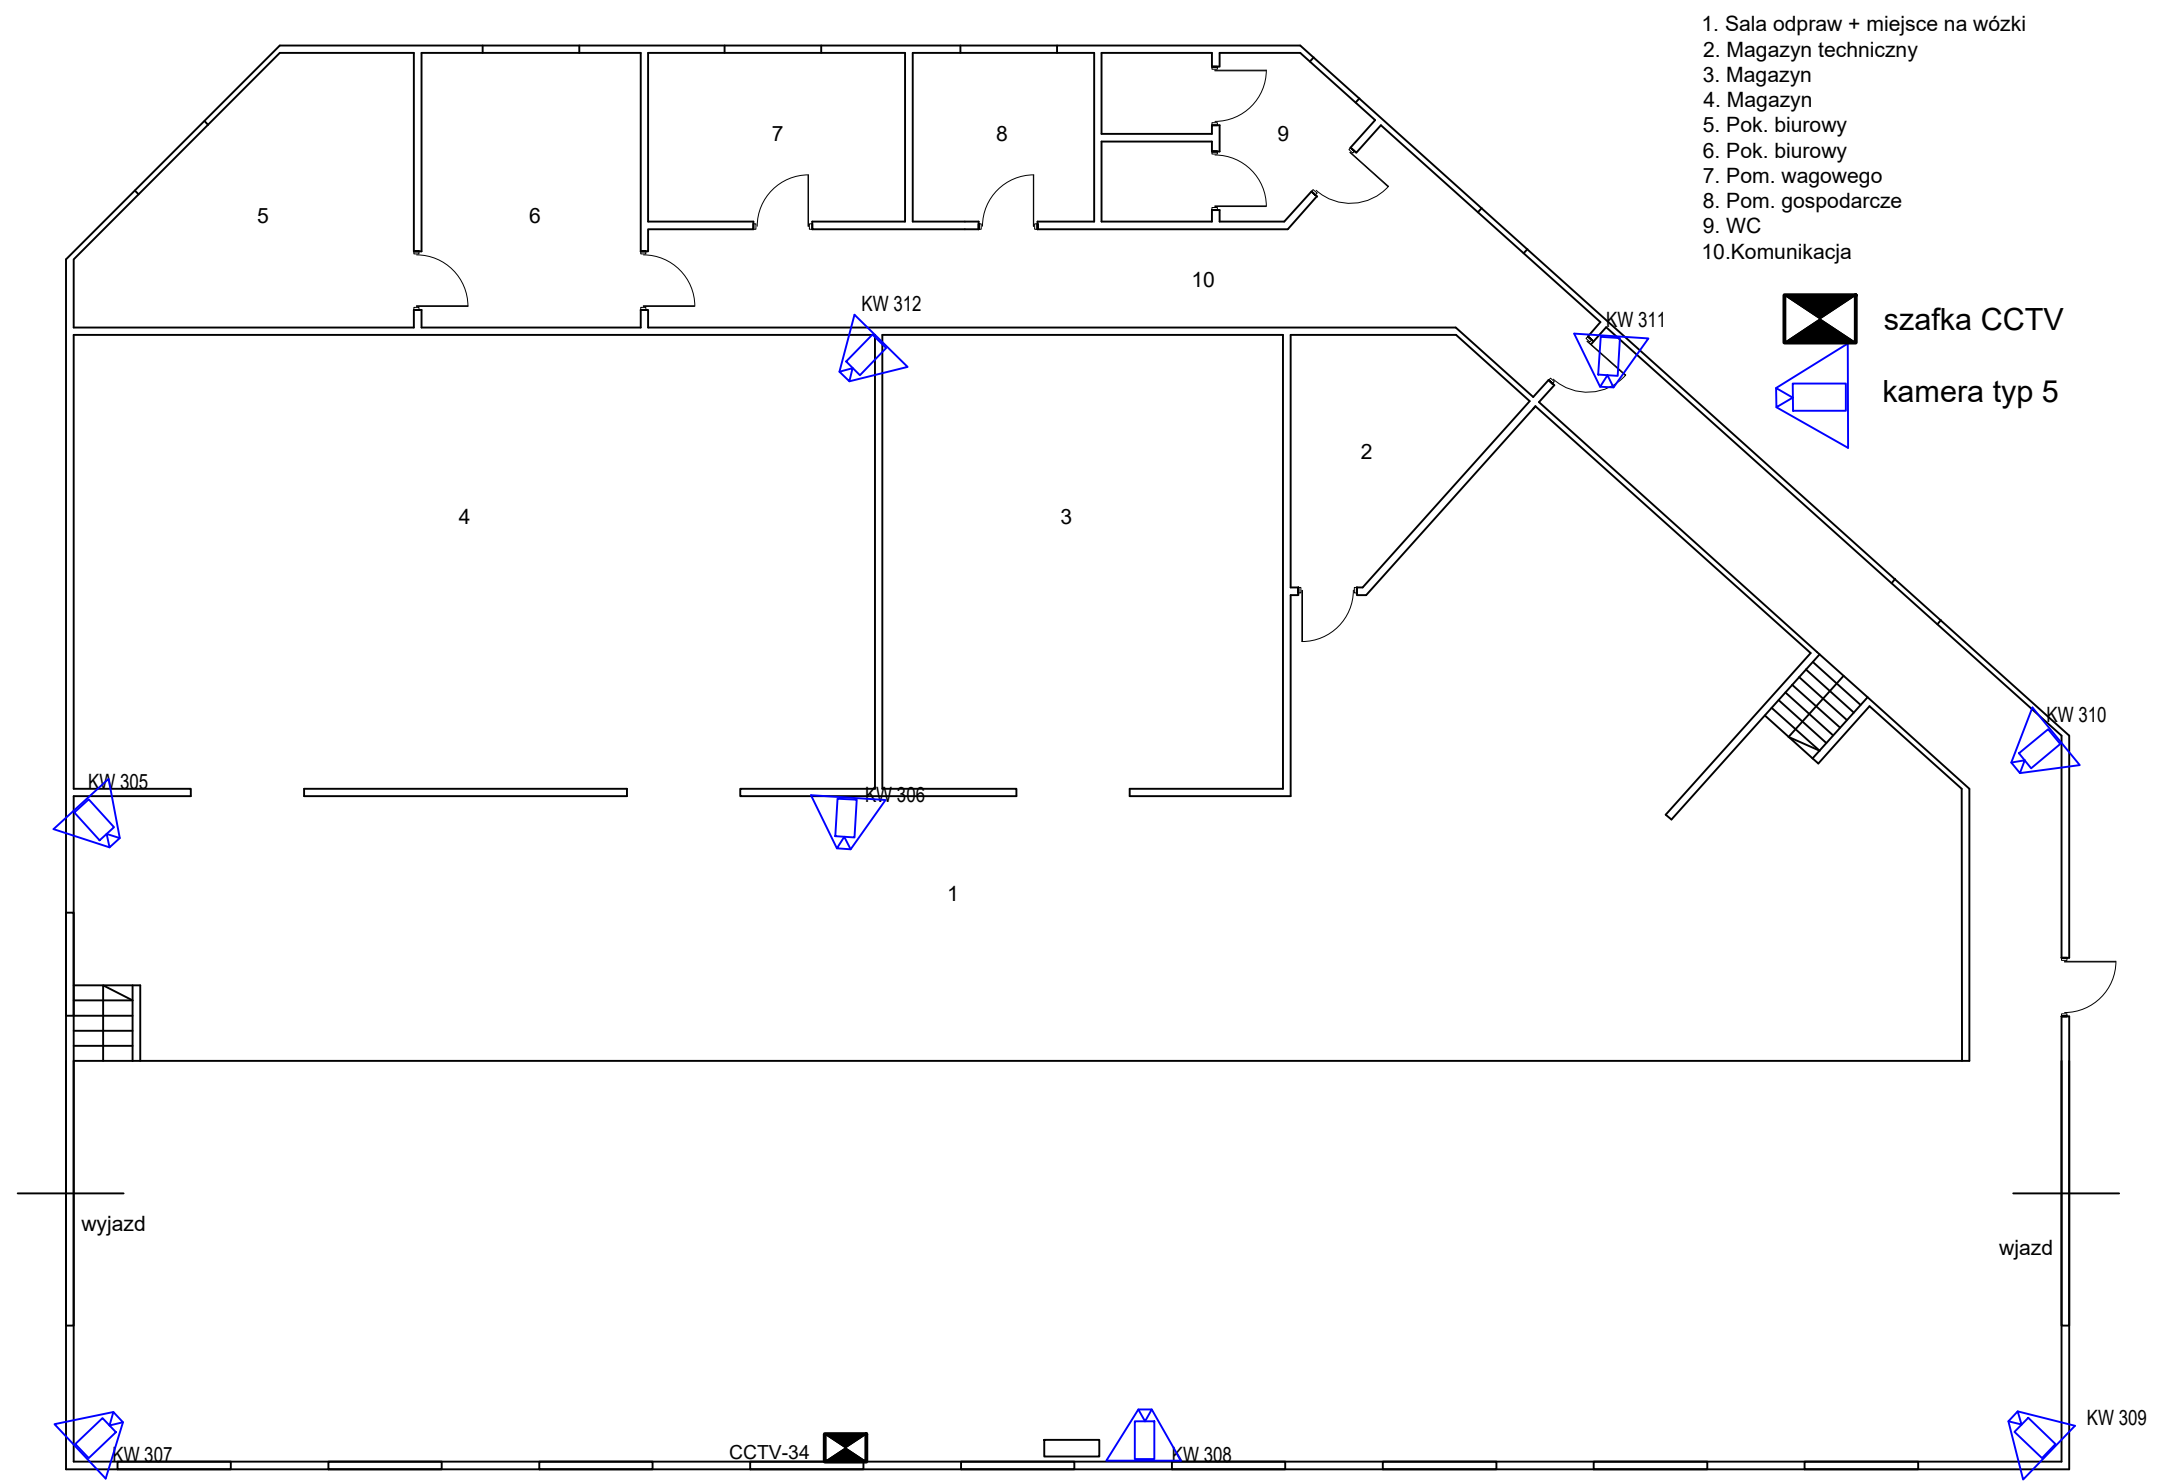 1. Sala odpraw + miejsce na wózki
2. Magazyn techniczny
3. Magazyn
4. Magazyn
5. Pok. biurowy
6. Pok. biurowy
7. Pom. wagowego
8. Pom. gospodarcze
9. WC
10.Komunikacja
szafka CCTV
kamera typ 5
7
8
9
5
6
10
KW 312
KW 311
2
4
3
KW 310
KW 305
KW 306
1
wyjazd
wjazd
KW 309
KW 307
CCTV-34
KW 308